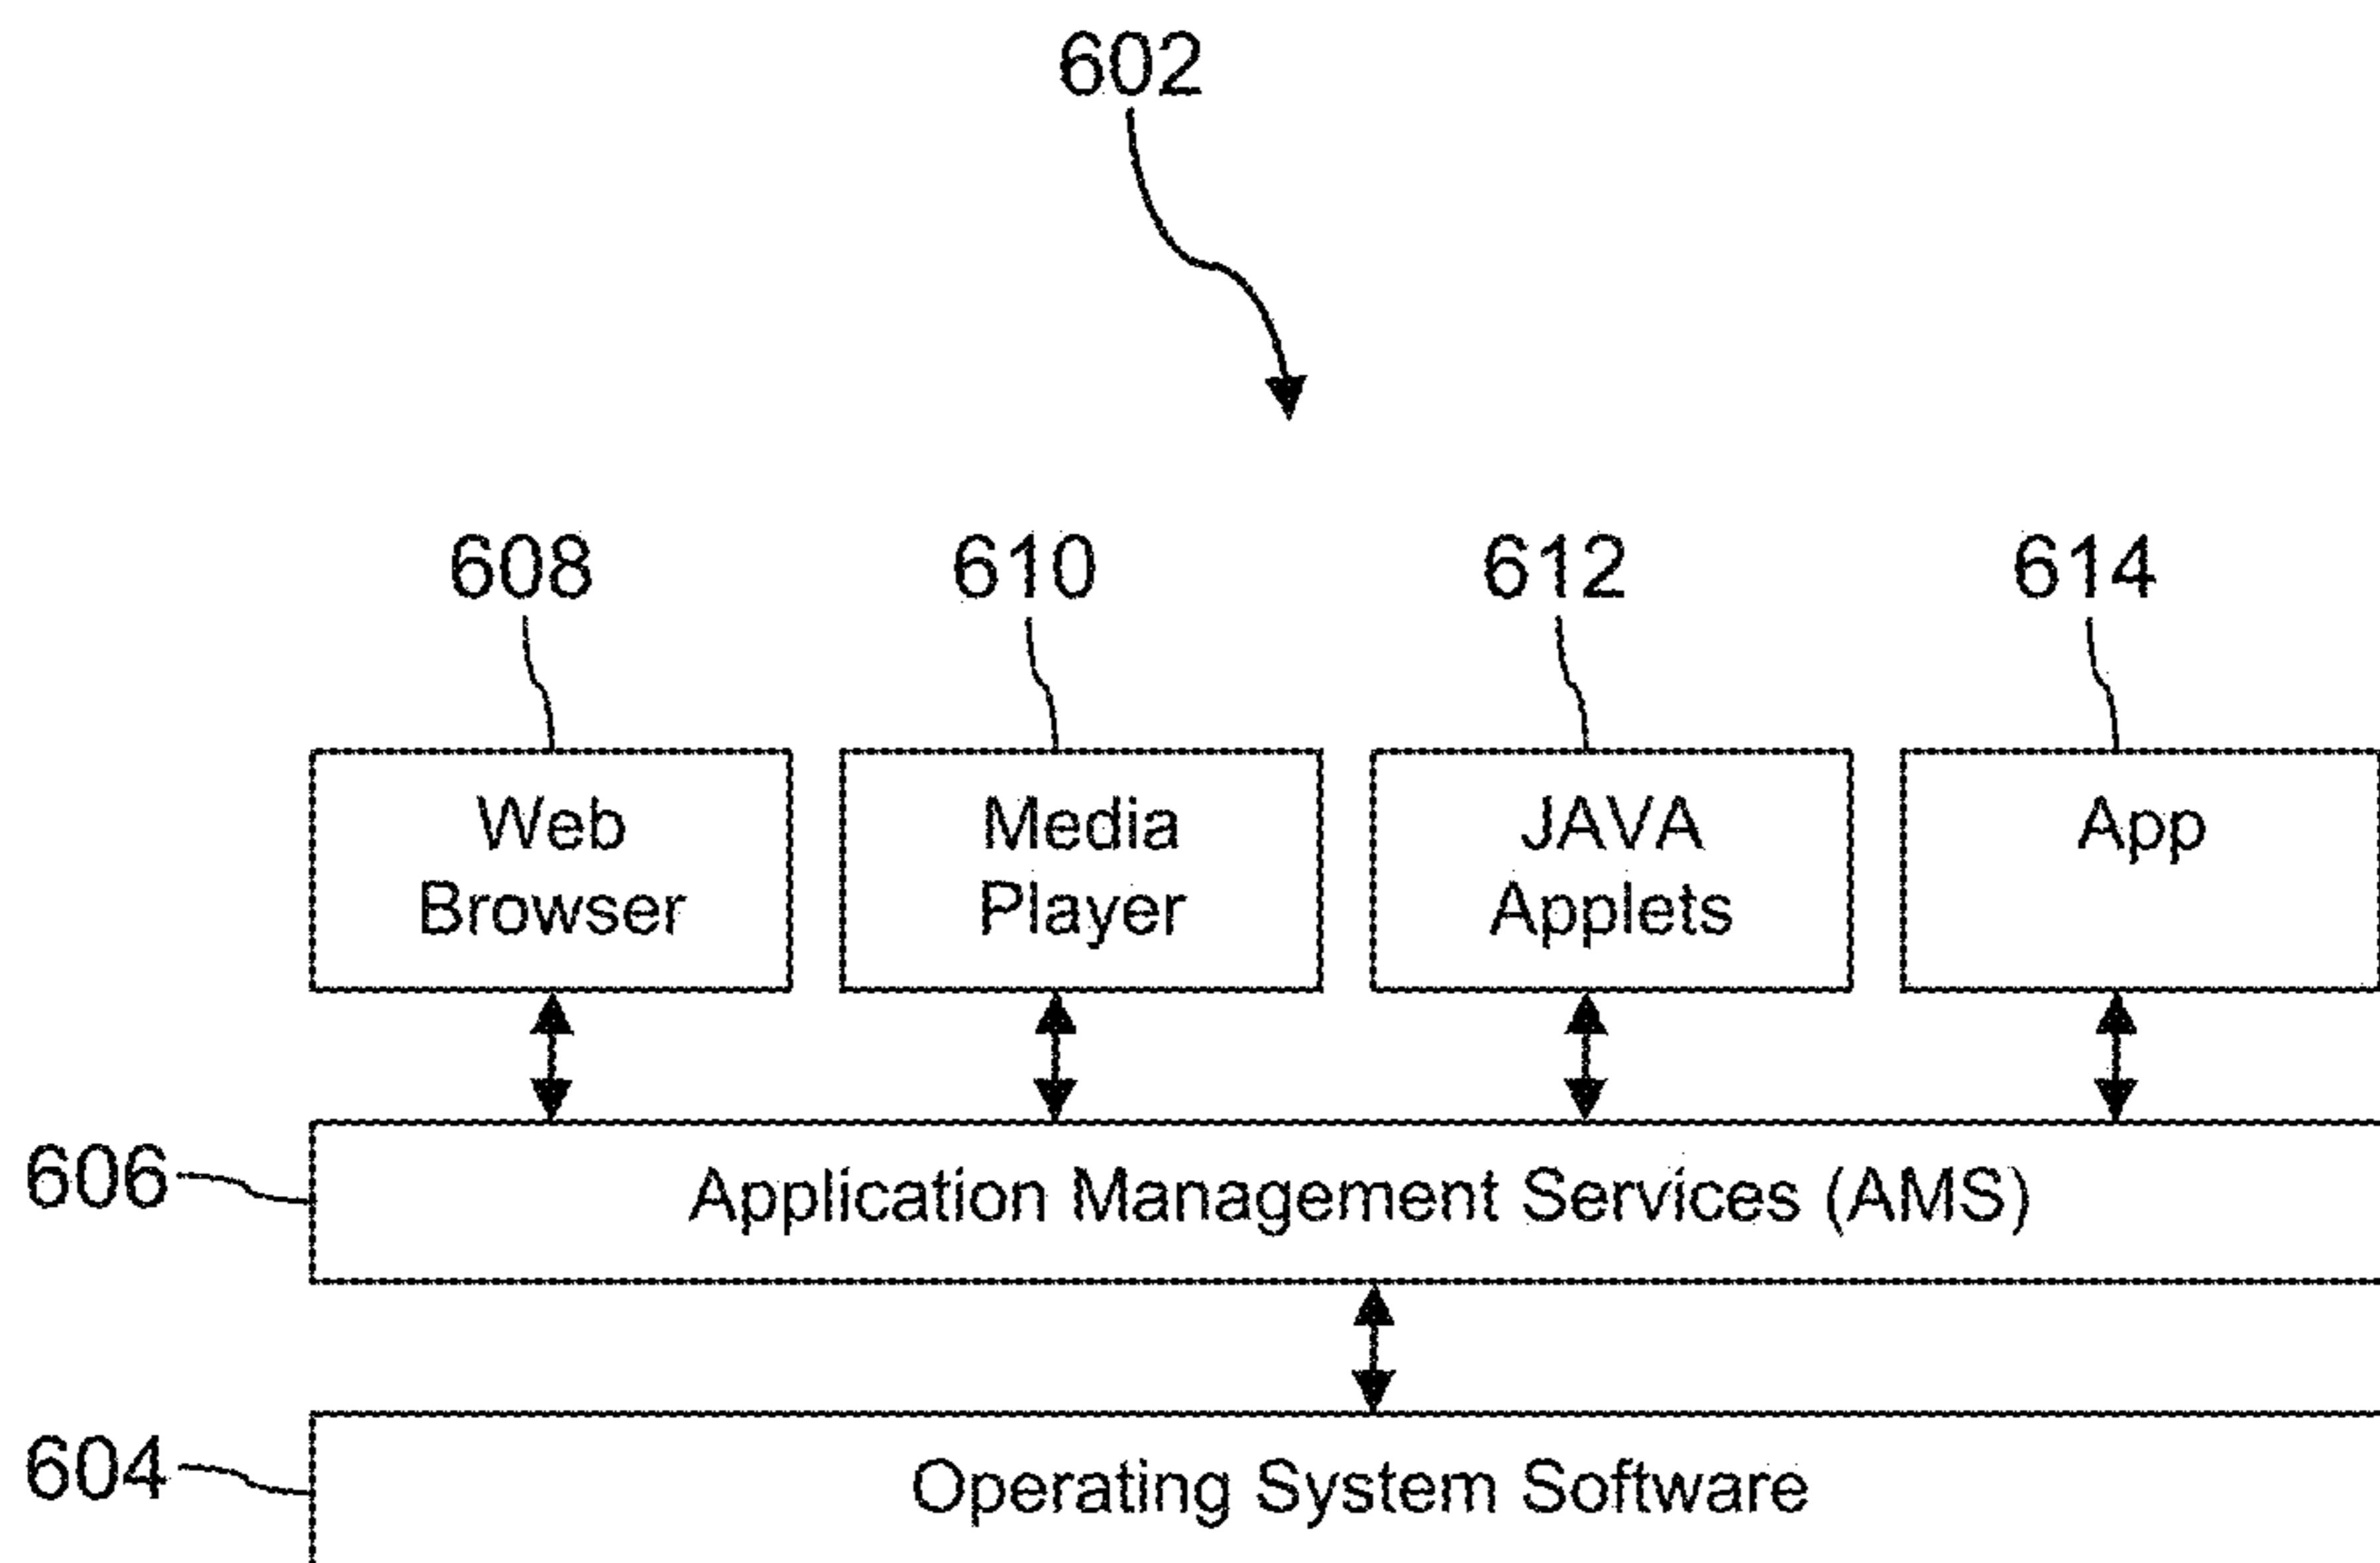 602
608
610
612
614
Web
Browser
Media
Player
JAVA
Applets
App
606
Application Management Services (AMS)
604
Operating System Software